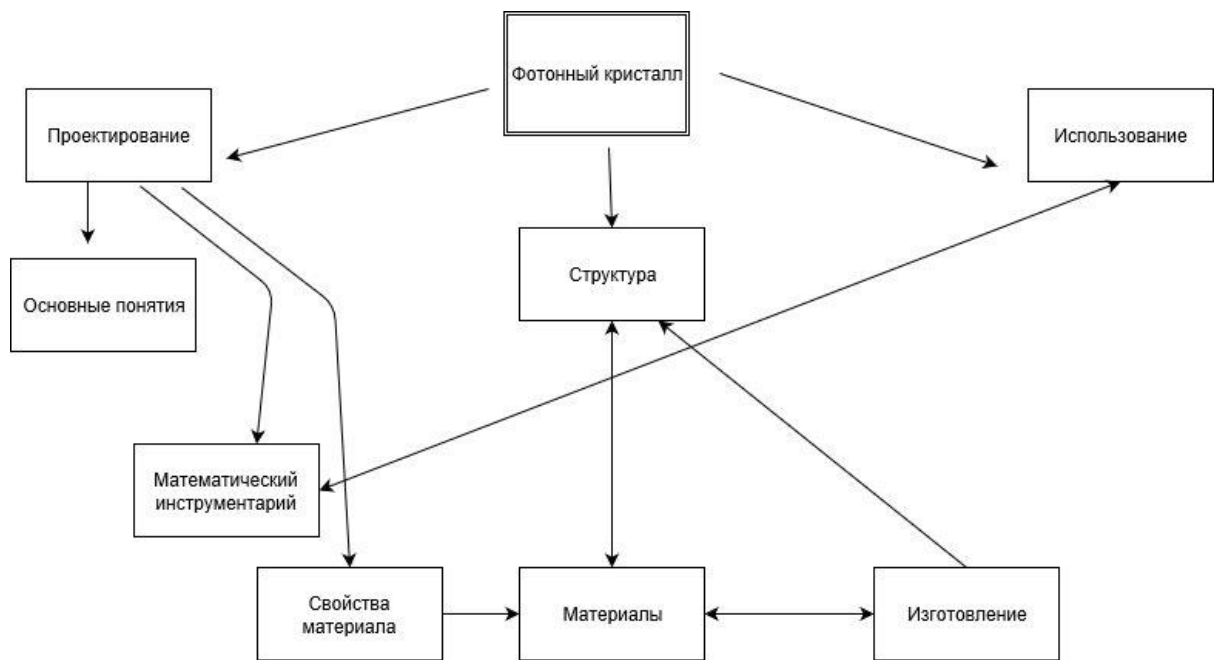 Фотонный кристалл
Проектирование
Использование
Структура
Основные понятия
Математический
инструментарий
Свойства
материала
Материалы
Изготовление